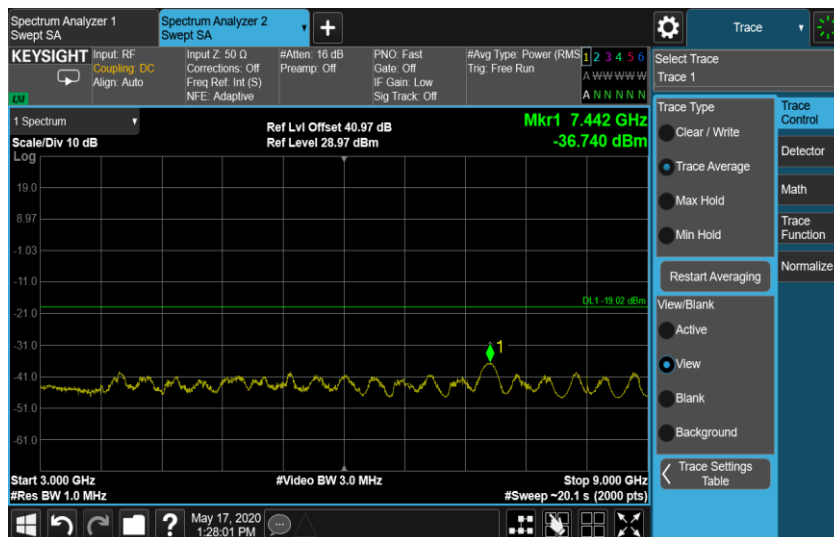 Spectrum Analyzer 1
Swept SA
Spectrum Analyzer 2
Swept SA
Trace
KEYSIGHT
LXI
Input: RF
Coupling: DC
Align: Auto
Input Z: 50 Ω
Corrections: Off
Freq Ref: Int (S)
NFE: Adaptive
#Atten: 16 dB
Preamp: Off
PNO: Fast
Gate: Off
IF Gain: Low
Sig Track: Off
#Avg Type: Power (RMS
Trig: Free Run
1 2 3 4 5 6
A W W W W W
A N N N N N
Select Trace
Trace 1
1 Spectrum
Scale/Div 10 dB
Ref Lvl Offset 40.97 dB
Ref Level 28.97 dBm
Mkr1 7.442 GHz
-36.740 dBm
Log
19.0
8.97
-1.03
-11.0
-21.0
-31.0
-41.0
-51.0
-61.0
DL1 -19.02 dBm
1
Start 3.000 GHz
#Res BW 1.0 MHz
#Video BW 3.0 MHz
Stop 9.000 GHz
#Sweep ~20.1 s (2000 pts)
Trace Type
Clear / Write
Trace Average
Max Hold
Min Hold
Restart Averaging
View/Blank
Active
View
Blank
Background
Trace Settings
Table
Trace
Control
Detector
Math
Trace
Function
Normalize
?
May 17, 2020
1:28:01 PM